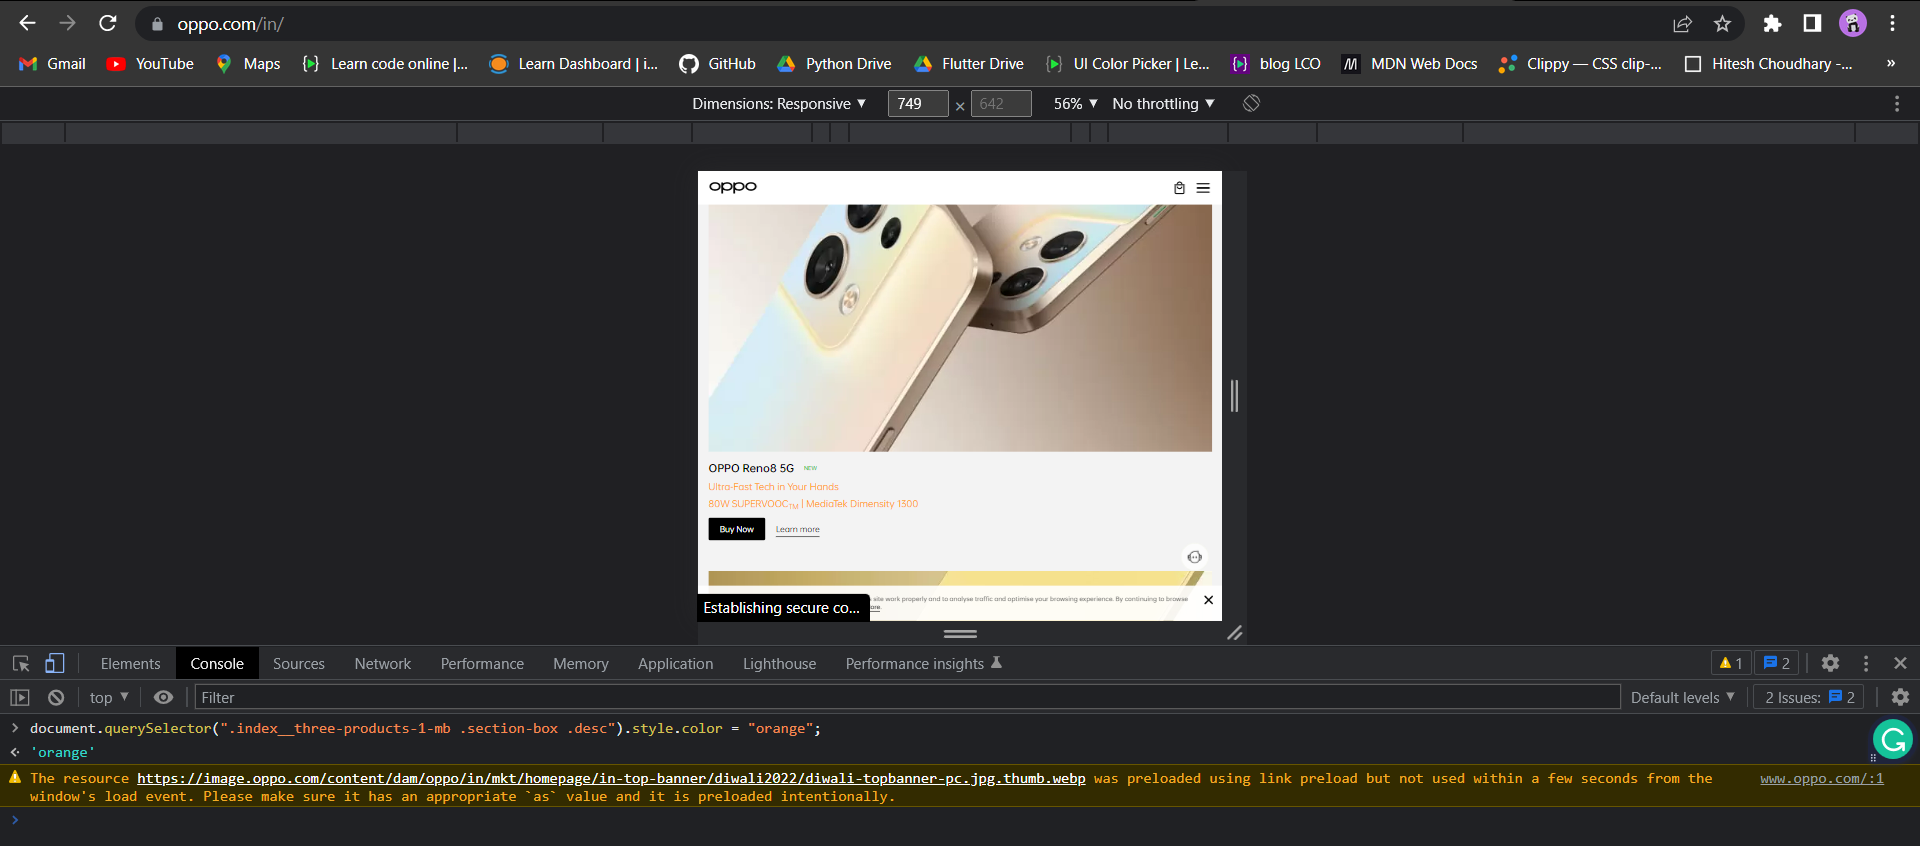 oppo.com/in/
Gmail YouTube Maps Learn code online |... Learn Dashboard | i... GitHub Python Drive Flutter Drive UI Color Picker | Le... blog LCO MDN Web Docs Clippy — CSS clip-... Hitesh Choudhary -... »
Dimensions: Responsive ▼ 749 × 642 56% ▼ No throttling ▼
oppo
OPPO Reno8 5G NEW
Ultra-Fast Tech in Your Hands
80W SUPERVOOCTM | MediaTek Dimensity 1300
Buy Now Learn more
site work properly and to analyse traffic and optimise your browsing experience. By continuing to browse
Establishing secure co...
Elements Console Sources Network Performance Memory Application Lighthouse Performance insights 1 2
top ▼ Filter Default levels ▼ 2 Issues: 2
> document.querySelector(".index__three-products-1-mb .section-box .desc").style.color = "orange";
'orange'
The resource https://image.oppo.com/content/dam/oppo/in/mkt/homepage/in-top-banner/diwali2022/diwali-topbanner-pc.jpg.thumb.webp was preloaded using link preload but not used within a few seconds from the www.oppo.com/:1
window's load event. Please make sure it has an appropriate `as` value and it is preloaded intentionally.
>